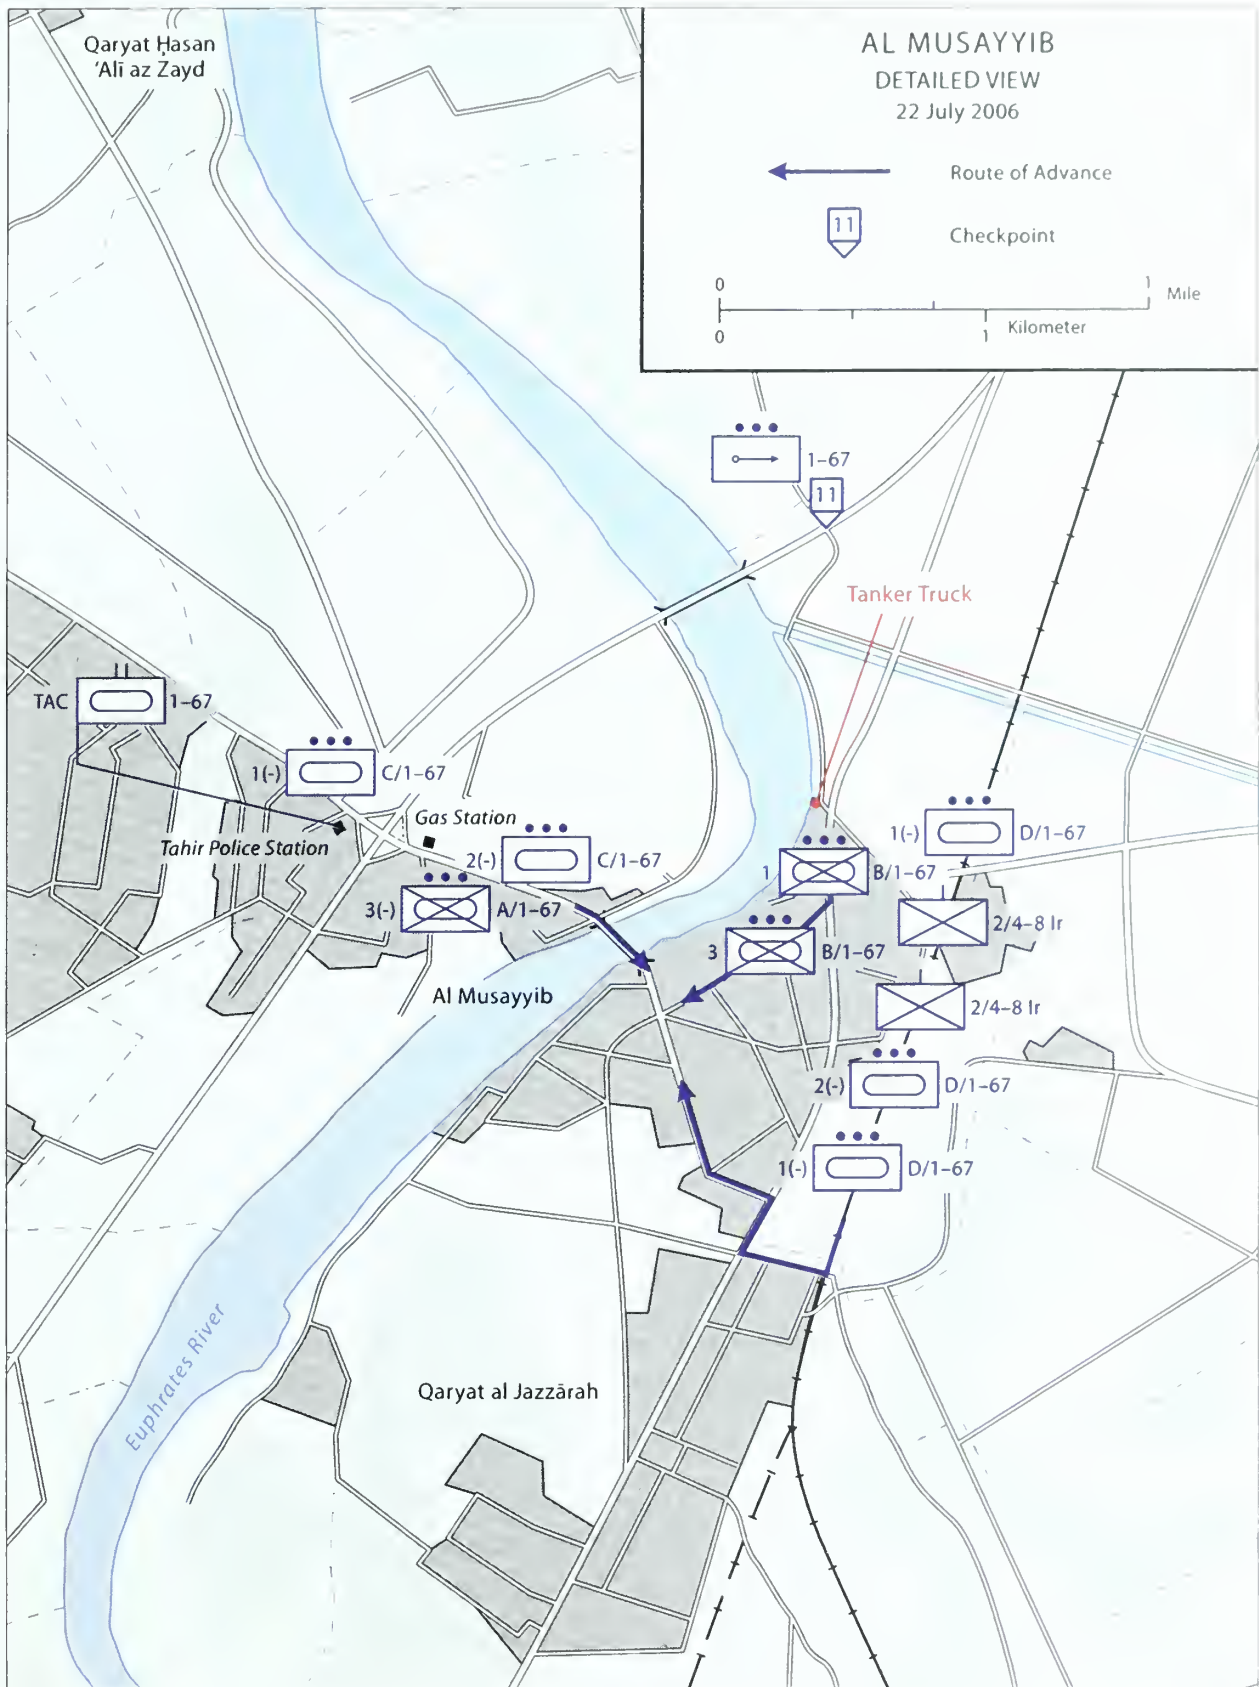 Qaryat Ḥasan
'Alī az Zayd
AL MUSAYYIB
DETAILED VIEW
22 July 2006
Route of Advance
11
Checkpoint
0
1
Mile
0
1
Kilometer
1–67
11
Tanker Truck
TAC
1–67
1(-)
C/1–67
Gas Station
Tahir Police Station
2(-)
C/1–67
3(-)
A/1–67
1
B/1–67
1(-)
D/1–67
3
B/1–67
2/4–8 Ir
Al Musayyib
2/4–8 Ir
2(-)
D/1–67
1(-)
D/1–67
Euphrates River
Qaryat al Jazzārah